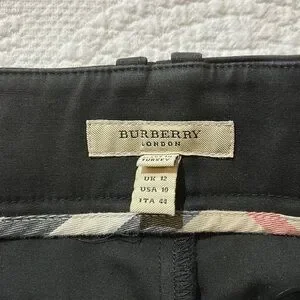 BURBERRY
LONDON
UK 12
USA 10
ITA 44